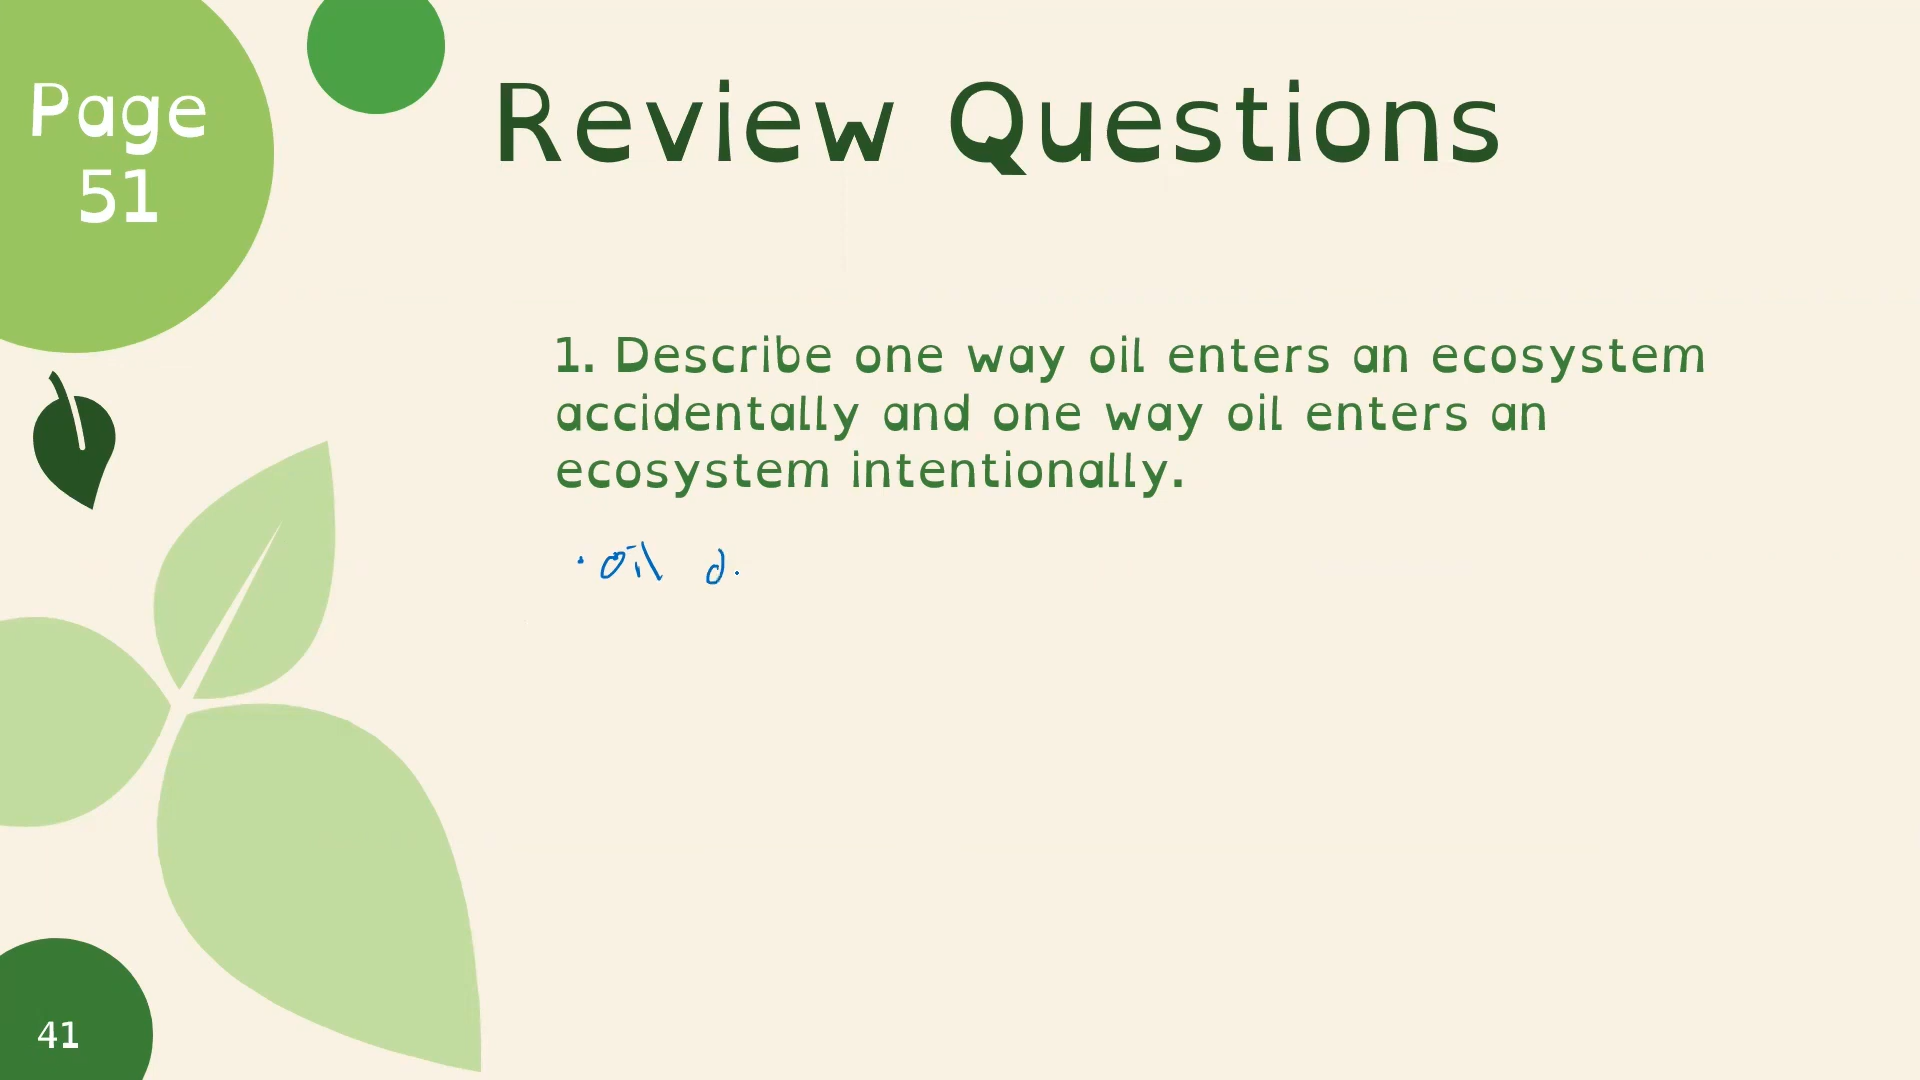 Page
51
Review Questions
1. Describe one way oil enters an ecosystem
accidentally and one way oil enters an
ecosystem intentionally.
· oil d
41